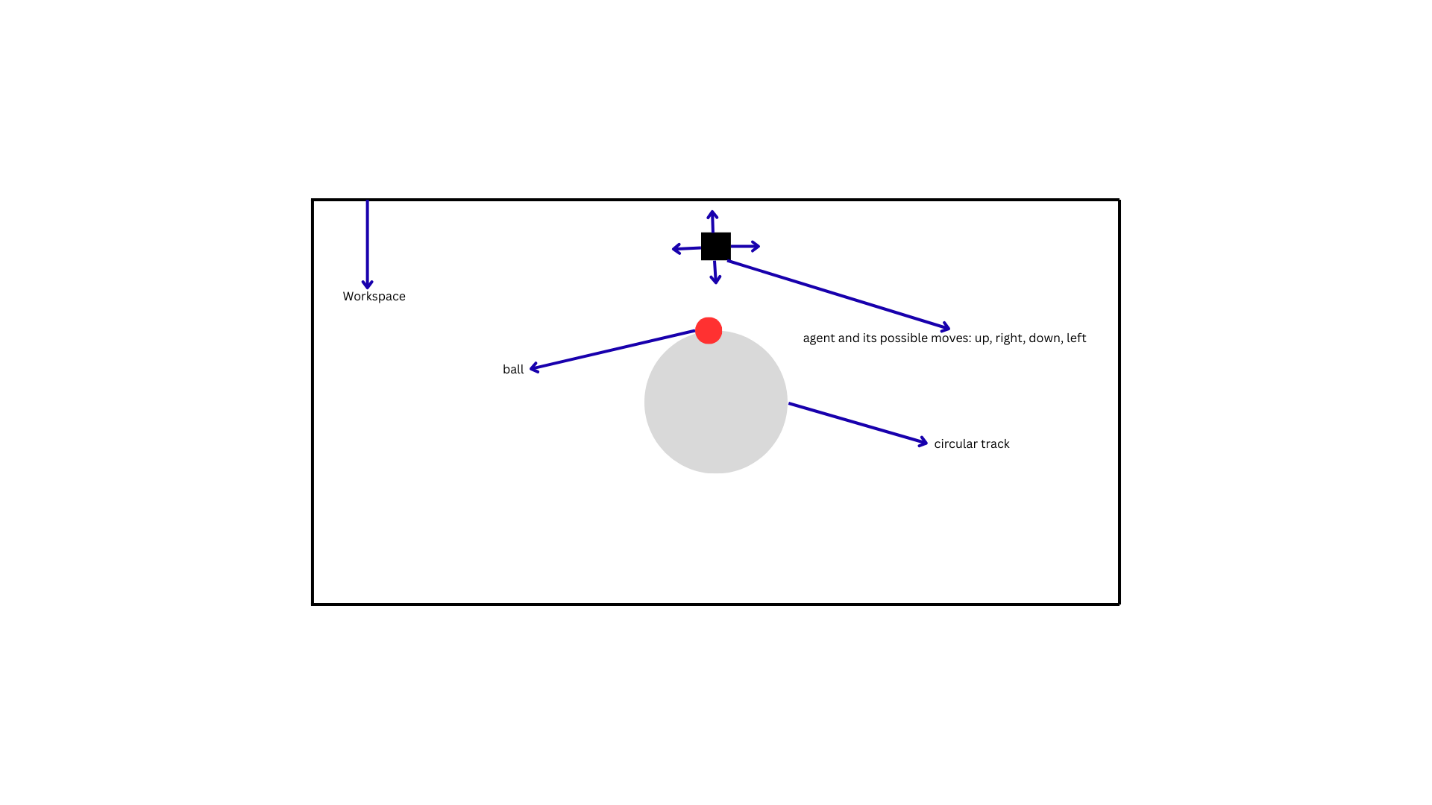 Workspace
agent and its possible moves: up, right, down, left
ball
circular track